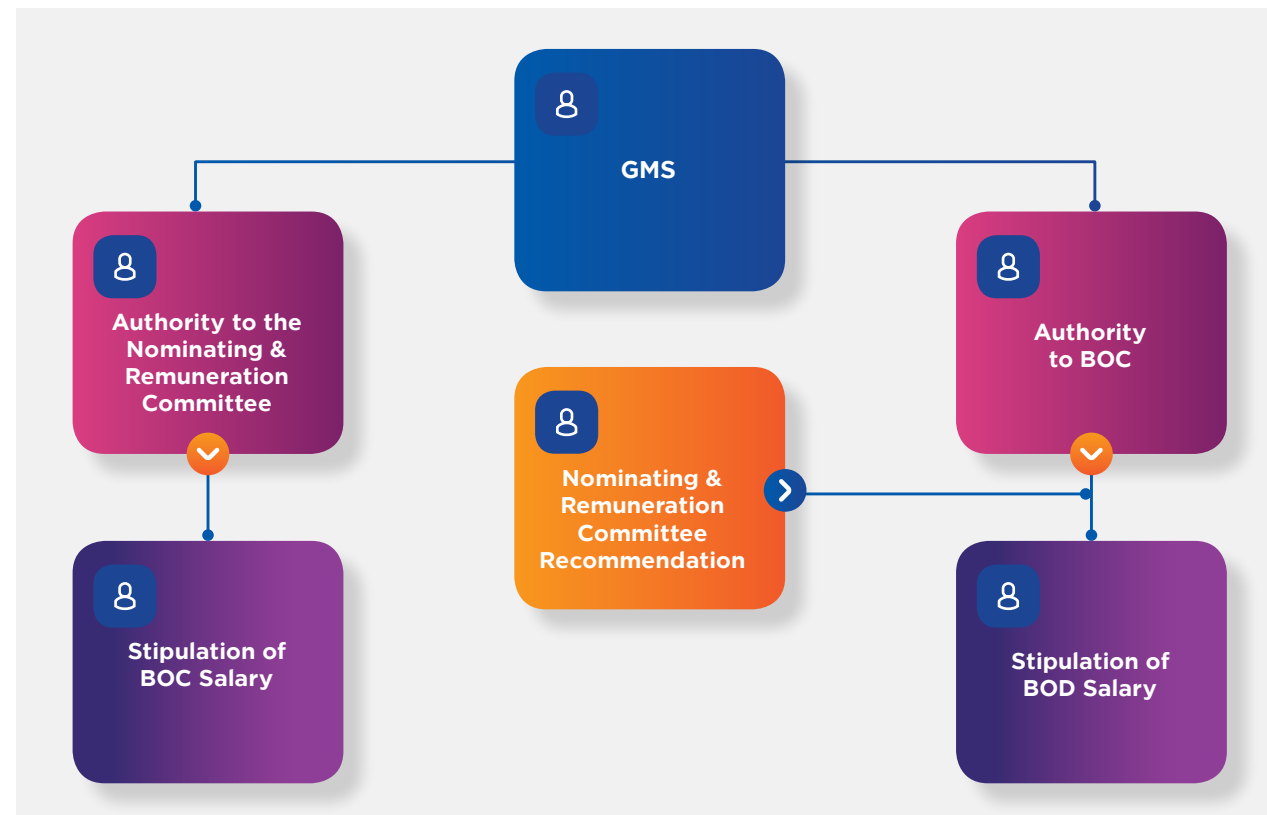 GMS
Authority to the
Nominating &
Remuneration
Committee
Authority
to BOC
Nominating &
Remuneration
Committee
Recommendation
Stipulation of
BOC Salary
Stipulation of
BOD Salary